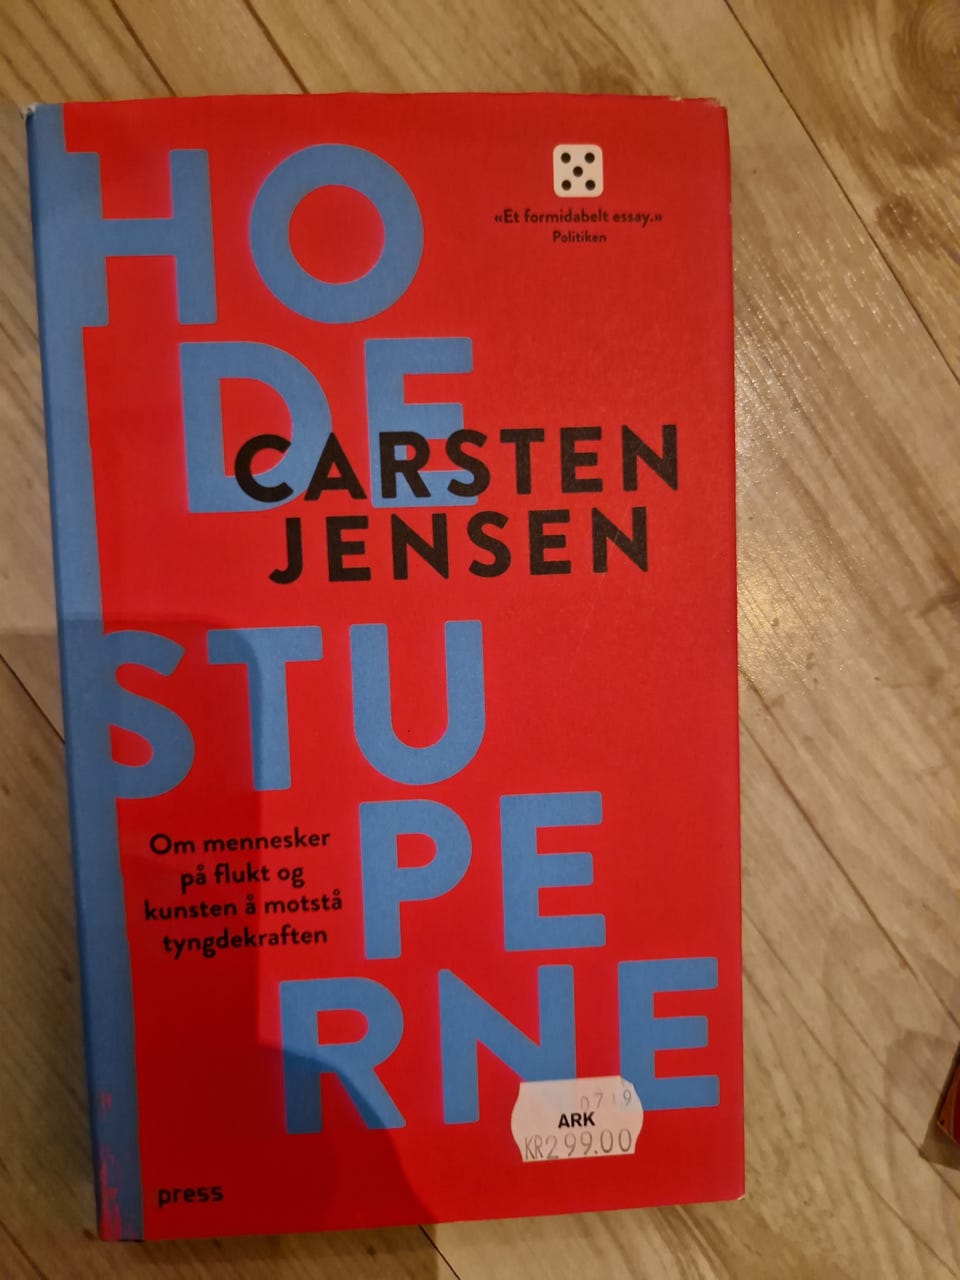 HO
«Et formidabelt essay.»
Politiken
DE
CARSTEN
JENSEN
STU
PE
Om mennesker
på flukt og
kunsten å motstå
tyngdekraften
RNE
0719
ARK
KR299.00
press